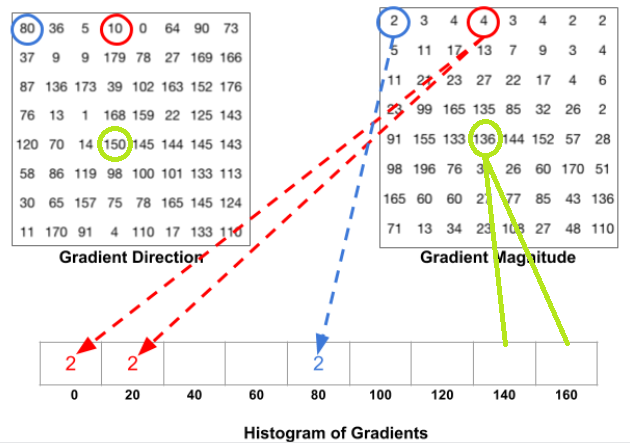 80 36 5 10 0 64 90 73
37 9 9 179 78 27 169 166
87 136 173 39 102 163 152 176
76 13 1 168 159 22 125 143
120 70 14 150 145 144 145 143
58 86 119 98 100 101 133 113
30 65 157 75 78 165 145 124
11 170 91 4 110 17 133 110
Gradient Direction
2 3 4 4 3 4 2 2
5 11 17 13 7 9 3 4
11 21 23 27 22 17 4 6
23 99 165 135 85 32 26 2
91 155 133 136 144 152 57 28
98 196 76 26 60 170 51
165 60 60 27 77 85 43 136
71 13 34 23 108 27 48 110
Gradient Magnitude
2 2 2
0 20 40 60 80 100 120 140 160
Histogram of Gradients